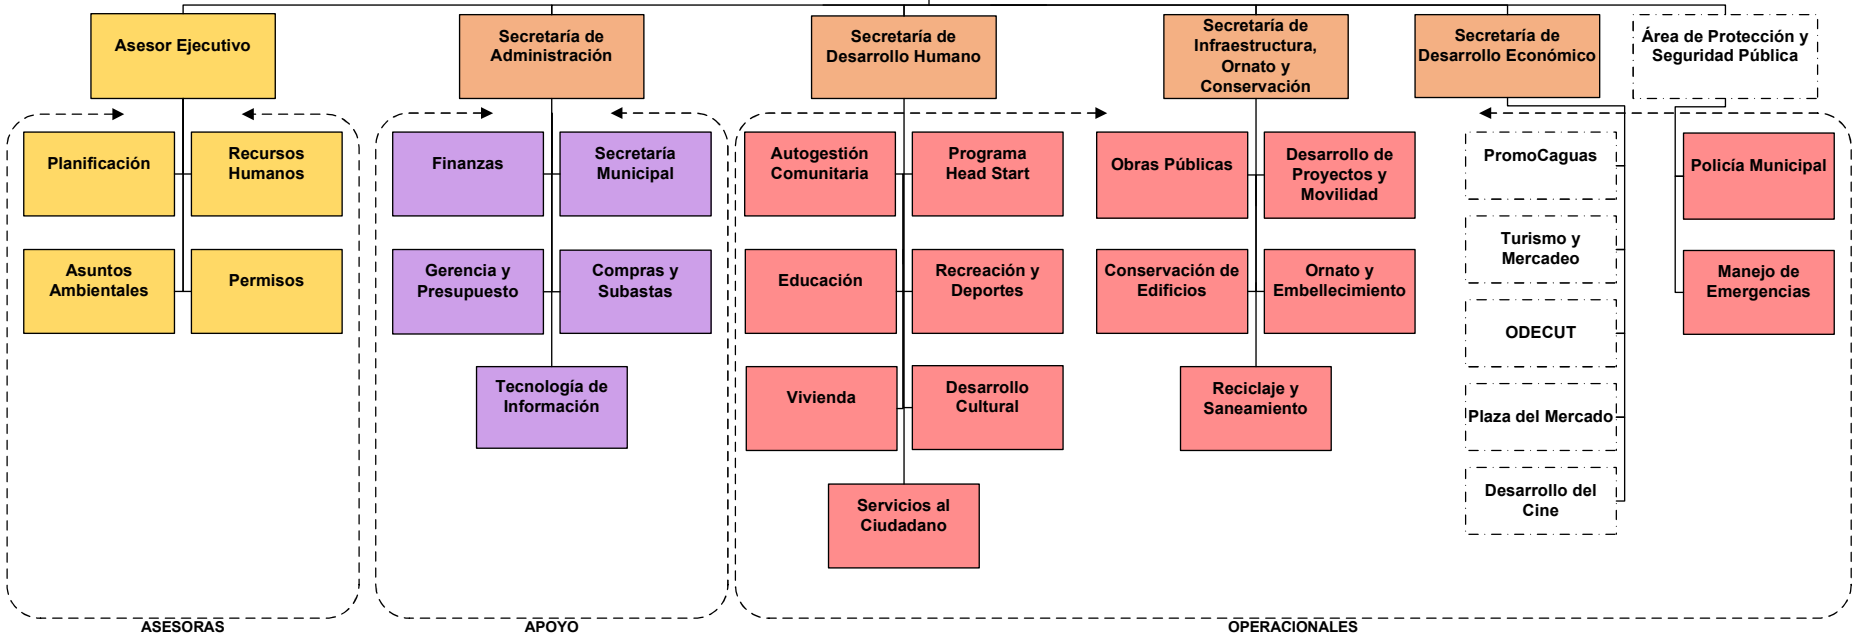 Asesor Ejecutivo
Secretaría de
Administración
Secretaría de
Desarrollo Humano
Secretaría de
Infraestructura,
Ornato y
Conservación
Secretaría de
Desarrollo Económico
Área de Protección y
Seguridad Pública
Planificación
Recursos
Humanos
Asuntos
Ambientales
Permisos
ASESORAS
Finanzas
Secretaría
Municipal
Gerencia y
Presupuesto
Compras y
Subastas
Tecnología de
Información
APOYO
Autogestión
Comunitaria
Programa
Head Start
Educación
Recreación y
Deportes
Vivienda
Desarrollo
Cultural
Servicios al
Ciudadano
Obras Públicas
Desarrollo de
Proyectos y
Movilidad
Conservación de
Edificios
Ornato y
Embellecimiento
Reciclaje y
Saneamiento
PromoCaguas
Turismo y
Mercadeo
ODECUT
Plaza del Mercado
Desarrollo del
Cine
Policía Municipal
Manejo de
Emergencias
OPERACIONALES